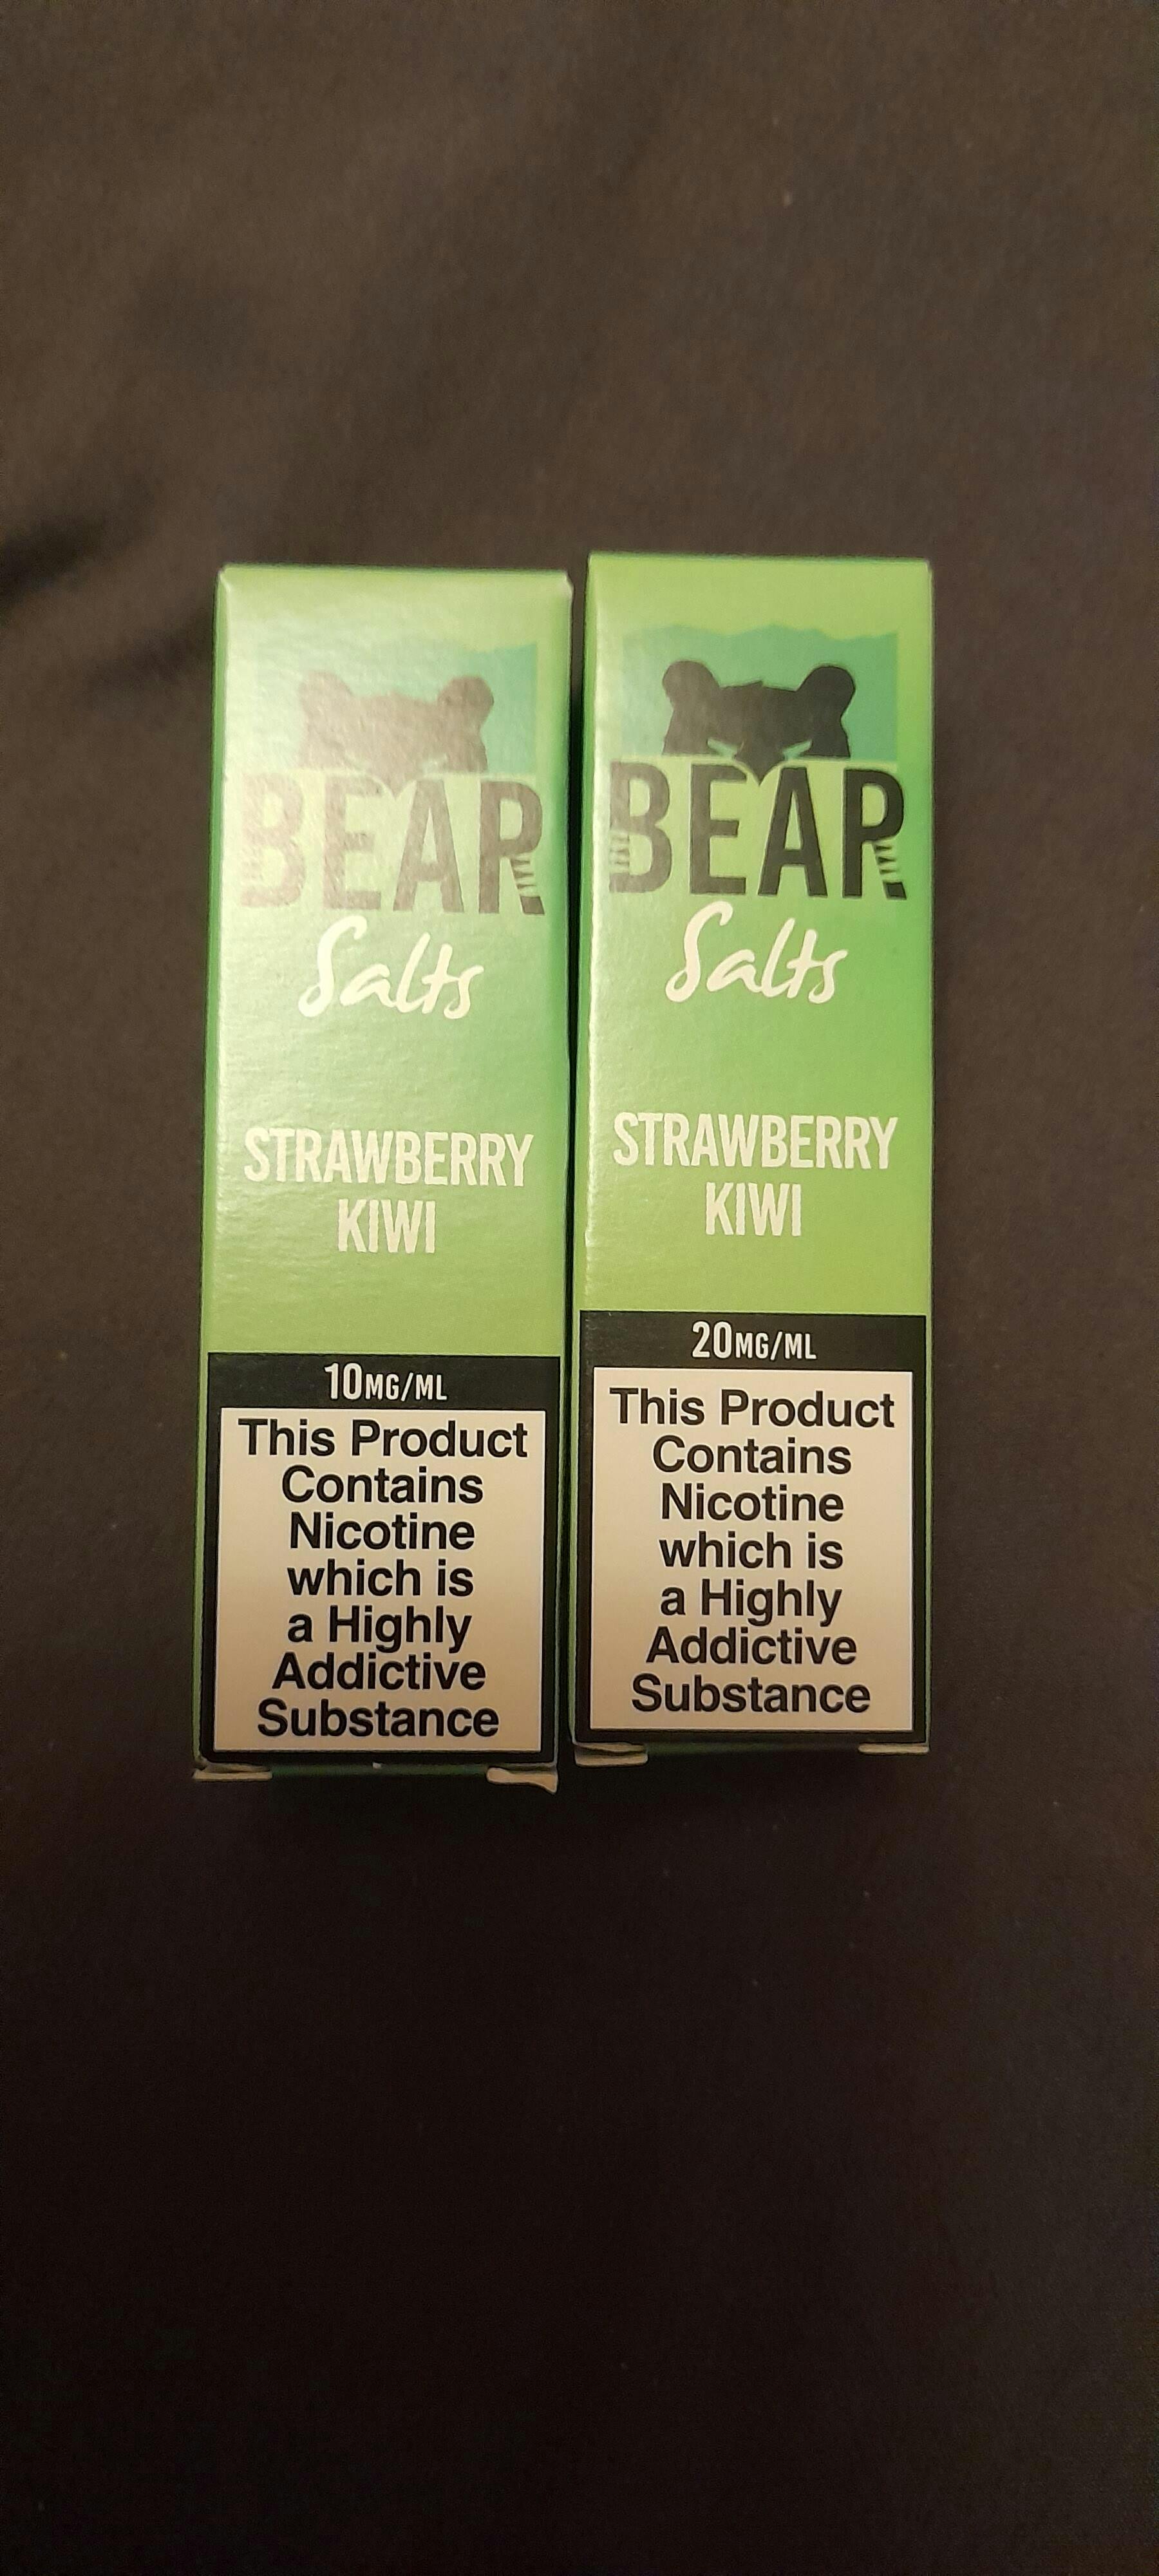 BEAR
Salts
STRAWBERRY
KIWI
10MG/ML
This Product
Contains
Nicotine
which is
a Highly
Addictive
Substance
BEAR
Salts
STRAWBERRY
KIWI
20MG/ML
This Product
Contains
Nicotine
which is
a Highly
Addictive
Substance